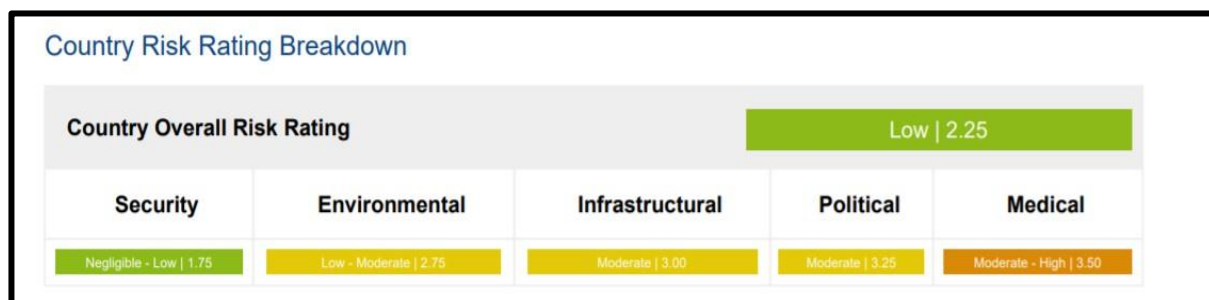 Country Risk Rating Breakdown
Country Overall Risk Rating
Low | 2.25
Security Environmental Infrastructural Political Medical
Negligible - Low | 1.75 Low - Moderate | 2.75 Moderate | 3.00 Moderate | 3.25 Moderate - High | 3.50